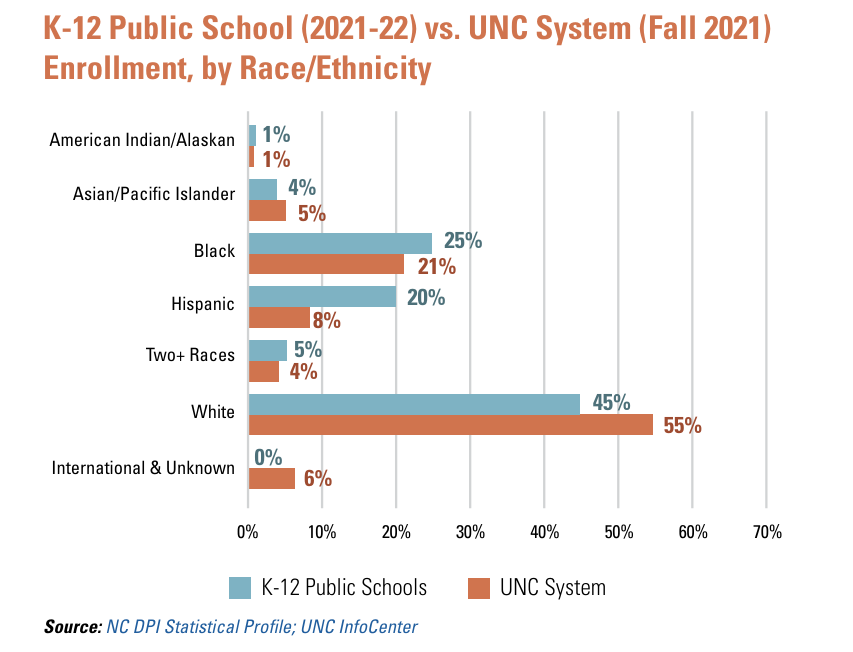 K-12 Public School (2021-22) vs. UNC System (Fall 2021)
Enrollment, by Race/Ethnicity
American Indian/Alaskan
1%
1%
Asian/Pacific Islander
4%
5%
Black
25%
21%
Hispanic
20%
8%
Two+ Races
5%
4%
White
45%
55%
International & Unknown
0%
6%
0% 10% 20% 30% 40% 50% 60% 70%
K-12 Public Schools UNC System
Source: NC DPI Statistical Profile; UNC InfoCenter